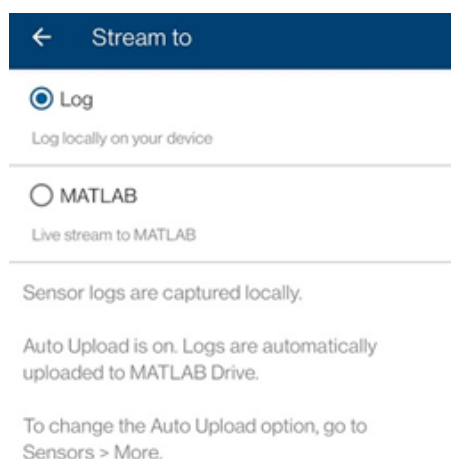 Stream to
Log
Log locally on your device
MATLAB
Live stream to MATLAB
Sensor logs are captured locally.
Auto Upload is on. Logs are automatically
uploaded to MATLAB Drive.
To change the Auto Upload option, go to
Sensors > More.